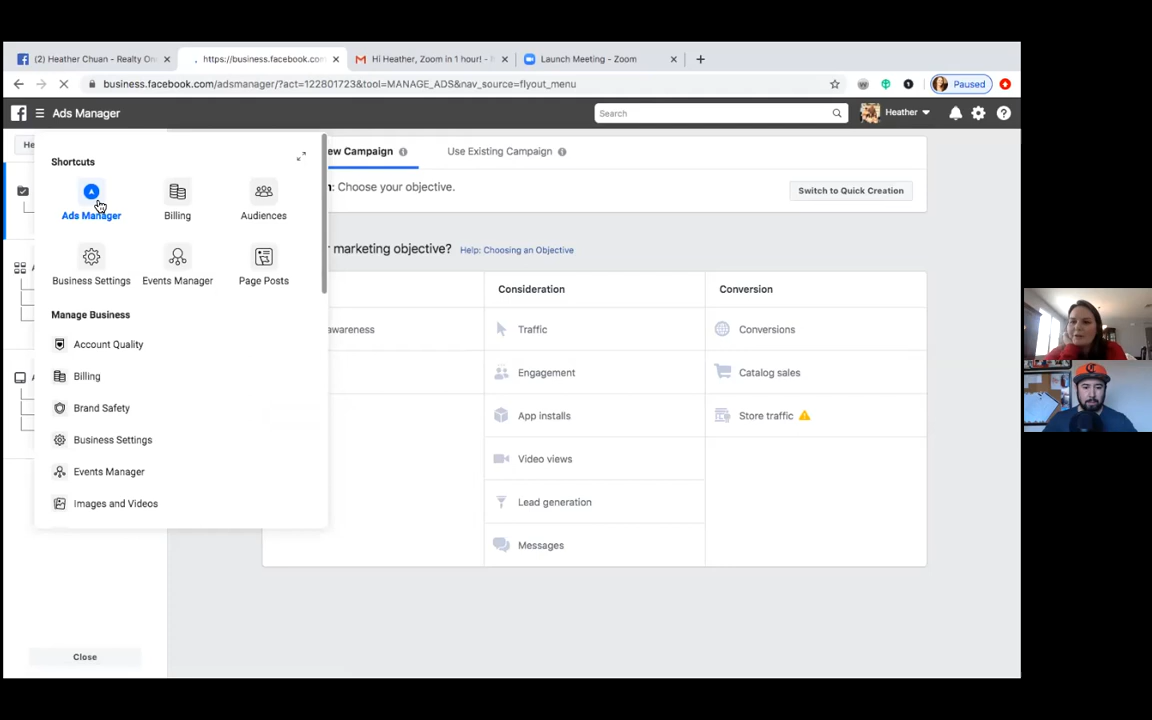 (2) Heather Chuan - Realty On
https://business.facebook.com
Hi Heather, Zoom in 1 hour! -
Launch Meeting - Zoom
business.facebook.com/adsmanager/?act=122801723&tool=MANAGE_ADS&nav_source=flyout_menu
Paused
Ads Manager
Search
Heather
He
Shortcuts
Ads Manager
Billing
Audiences
Business Settings
Events Manager
Page Posts
Manage Business
Account Quality
Billing
Brand Safety
Business Settings
Events Manager
Images and Videos
Close
ew Campaign
Use Existing Campaign
: Choose your objective.
Switch to Quick Creation
marketing objective? Help: Choosing an Objective
Consideration
Conversion
awareness
Traffic
Conversions
Engagement
Catalog sales
App installs
Store traffic
Video views
Lead generation
Messages